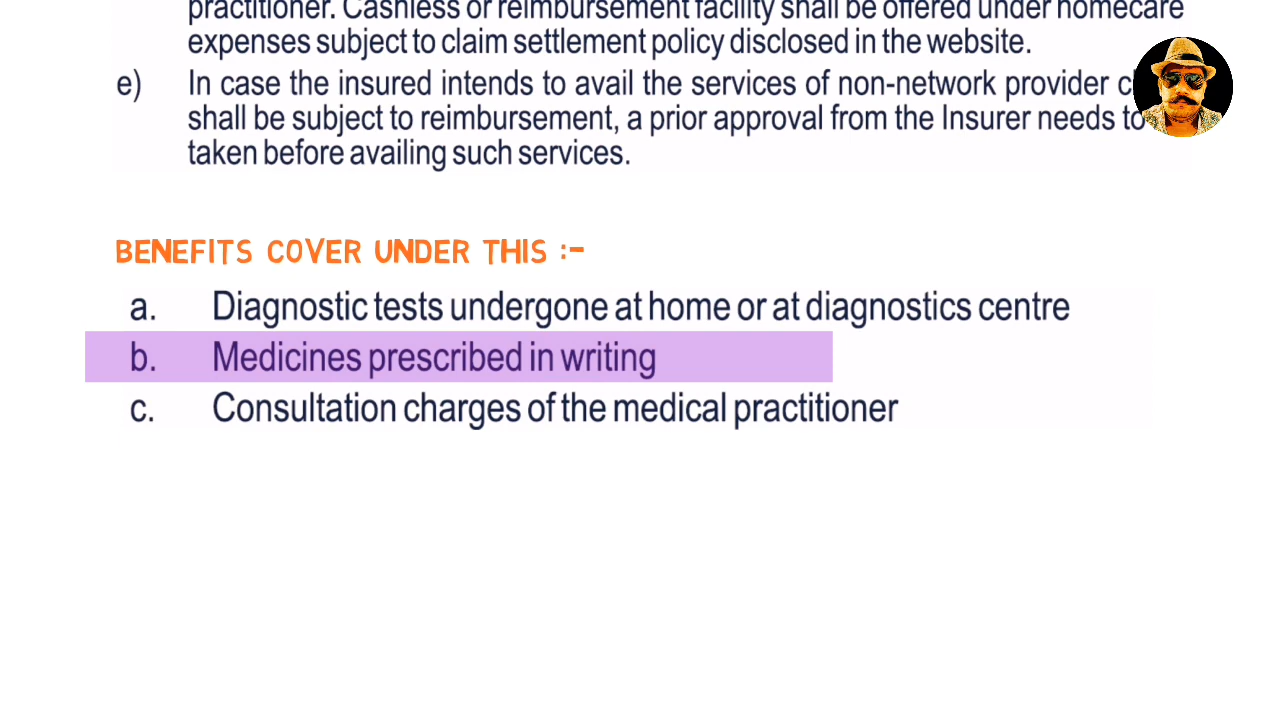 practitioner. Cashless or reimbursement facility shall be offered under homecare
expenses subject to claim settlement policy disclosed in the website.
e) In case the insured intends to avail the services of non-network provider
shall be subject to reimbursement, a prior approval from the Insurer needs to
taken before availing such services.
BENEFITS COVER UNDER THIS :-
a. Diagnostic tests undergone at home or at diagnostics centre
b. Medicines prescribed in writing
c. Consultation charges of the medical practitioner